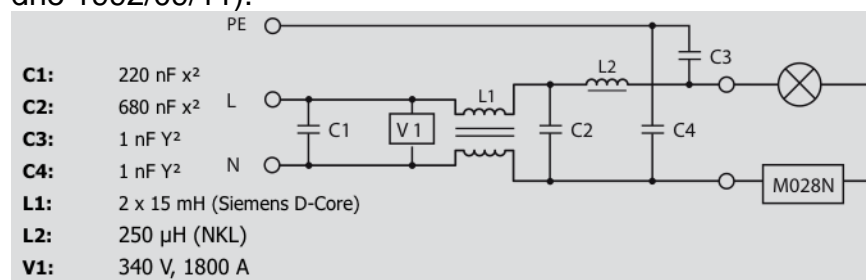 und 1002/09/11).
PE
C3
L2
C1: 220 nF x²
C2: 680 nF x² L L1
C3: 1 nF Y² C1 V 1 C2 C4
C4: 1 nF Y² N
M028N
L1: 2 x 15 mH (Siemens D-Core)
L2: 250 µH (NKL)
V1: 340 V, 1800 A